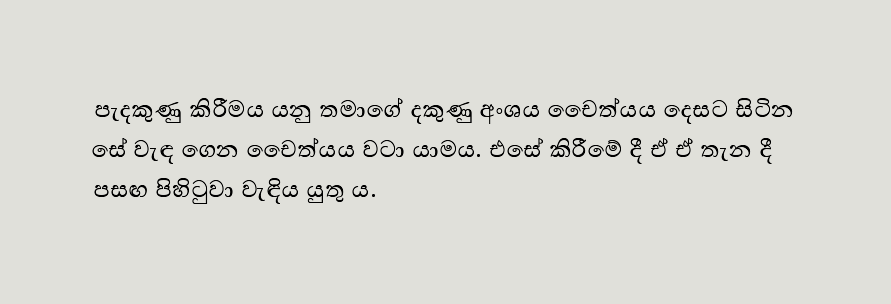 පැදකුණු කිරීමය යනු තමාගේ දකුණු අංශය චෛත්යය දෙසට සිටින
සේ වැඳ ගෙන චෛත්යය වටා යාමය. එසේ කිරීමේ දී ඒ ඒ තැන දී
පසඟ පිහිටුවා වැඳිය යුතු ය.